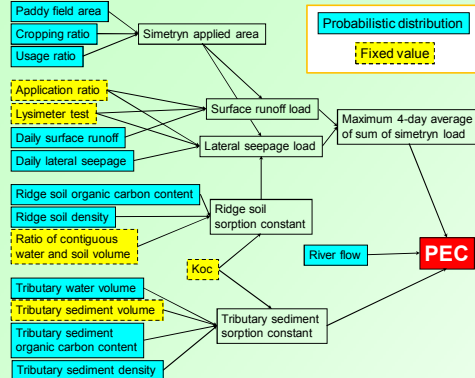 Paddy field area
Cropping ratio
Usage ratio
Simetryn applied area
Probabilistic distribution
Fixed value
Application ratio
Lysimeter test
Daily surface runoff
Daily lateral seepage
Surface runoff load
Lateral seepage load
Maximum 4-day average
of sum of simetryn load
Ridge soil organic carbon content
Ridge soil density
Ratio of contiguous
water and soil volume
Ridge soil
sorption constant
Koc
River flow
PEC
Tributary water volume
Tributary sediment volume
Tributary sediment
organic carbon content
Tributary sediment density
Tributary sediment
sorption constant